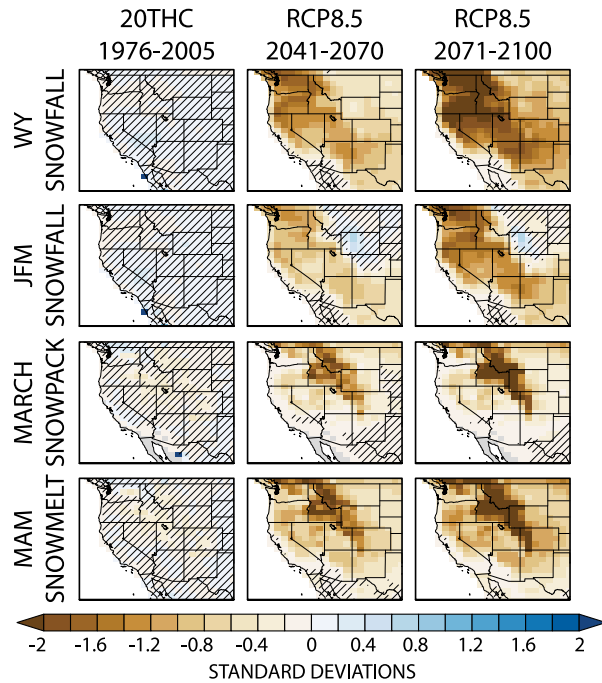 20THC RCP8.5 RCP8.5
1976-2005 2041-2070 2071-2100
WY
SNOWFALL
JFM
SNOWFALL
MARCH
SNOWPACK
MAM
SNOWMELT
-2 -1.6 -1.2 -0.8 -0.4 0 0.4 0.8 1.2 1.6 2
STANDARD DEVIATIONS